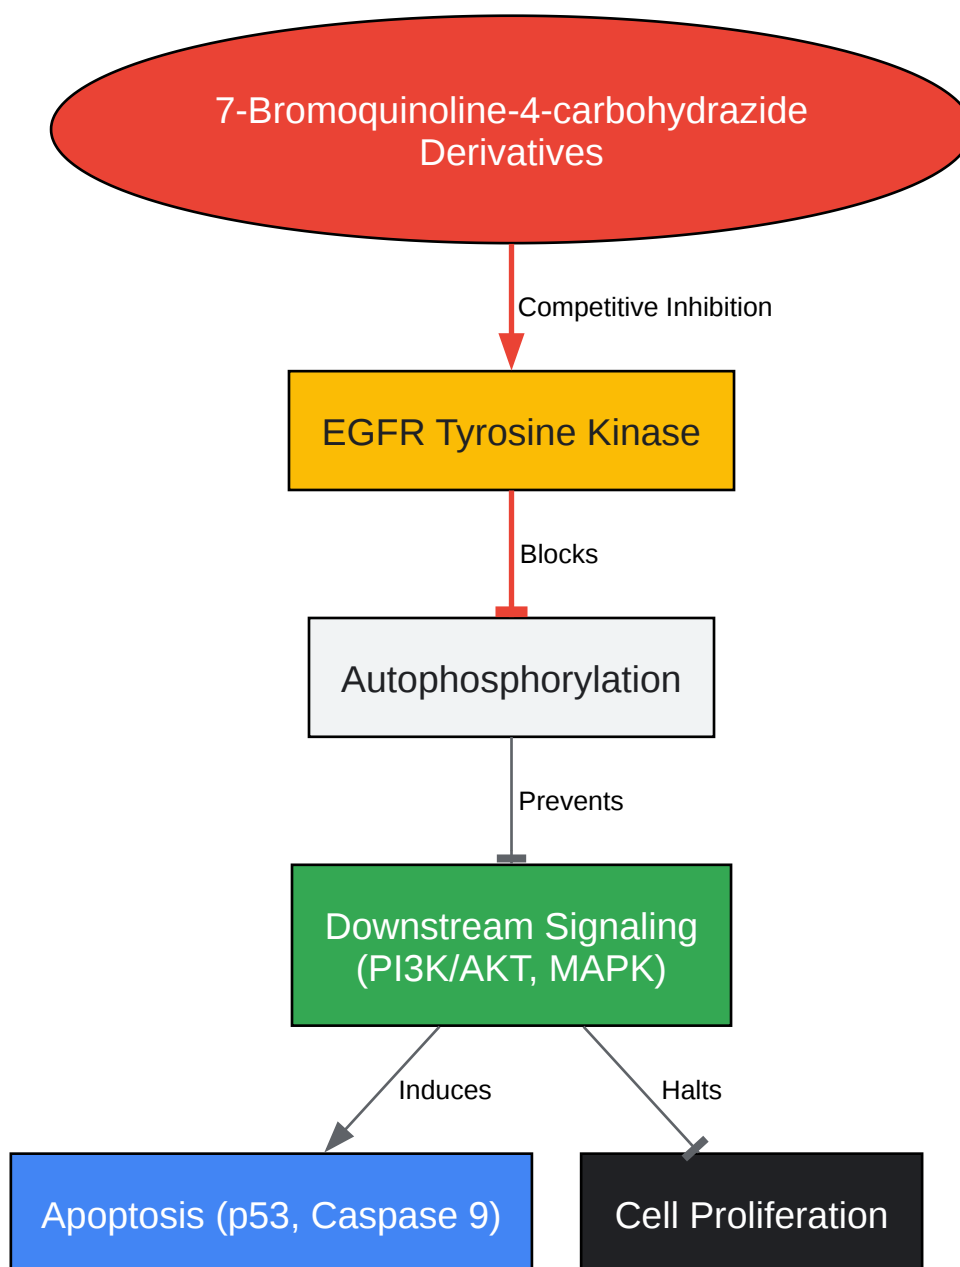 7-Bromoquinoline-4-carbohydrazide
Derivatives
Competitive Inhibition
EGFR Tyrosine Kinase
Blocks
Autophosphorylation
Prevents
Downstream Signaling
(PI3K/AKT, MAPK)
Induces
Halts
Apoptosis (p53, Caspase 9)
Cell Proliferation